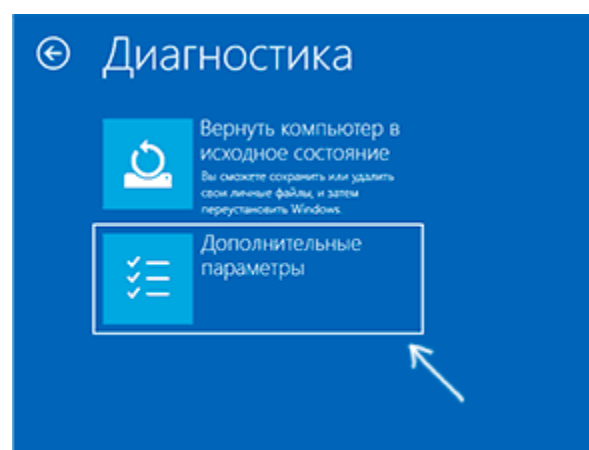 Диагностика
Вернуть компьютер в
исходное состояние
Вы сможете сохранить или удалить
свои личные файлы, и затем
переустановить Windows.
Дополнительные
параметры